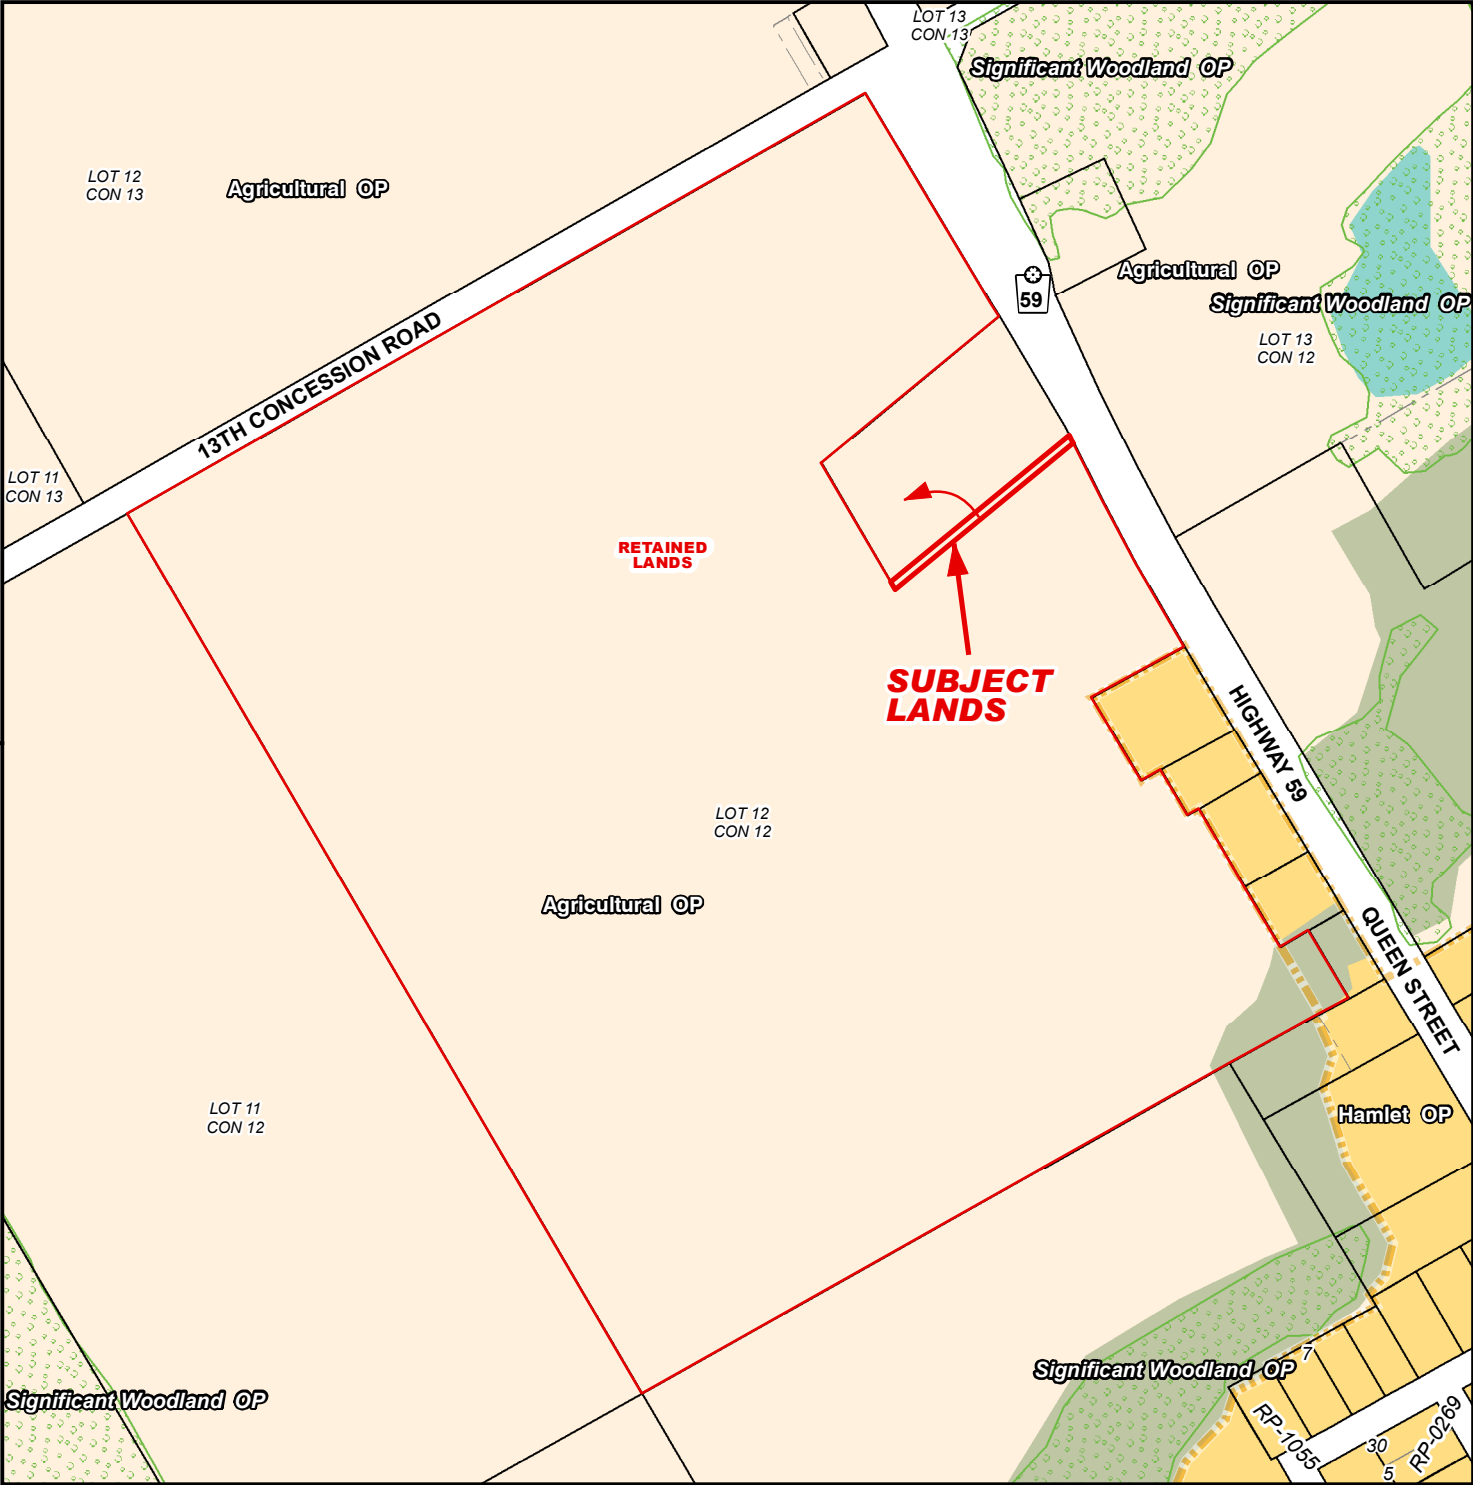 LOT 13
CON 13
Significant Woodland OP
LOT 12
CON 13
Agricultural OP
Agricultural OP
59
Significant Woodland OP
LOT 13
CON 12
13TH CONCESSION ROAD
LOT 11
CON 13
RETAINED
LANDS
SUBJECT
LANDS
HIGHWAY 59
LOT 12
CON 12
Agricultural OP
QUEEN STREET
LOT 11
CON 12
Hamlet OP
7
Significant Woodland OP
Significant Woodland OP
RP-1055
RP-0269
30
5